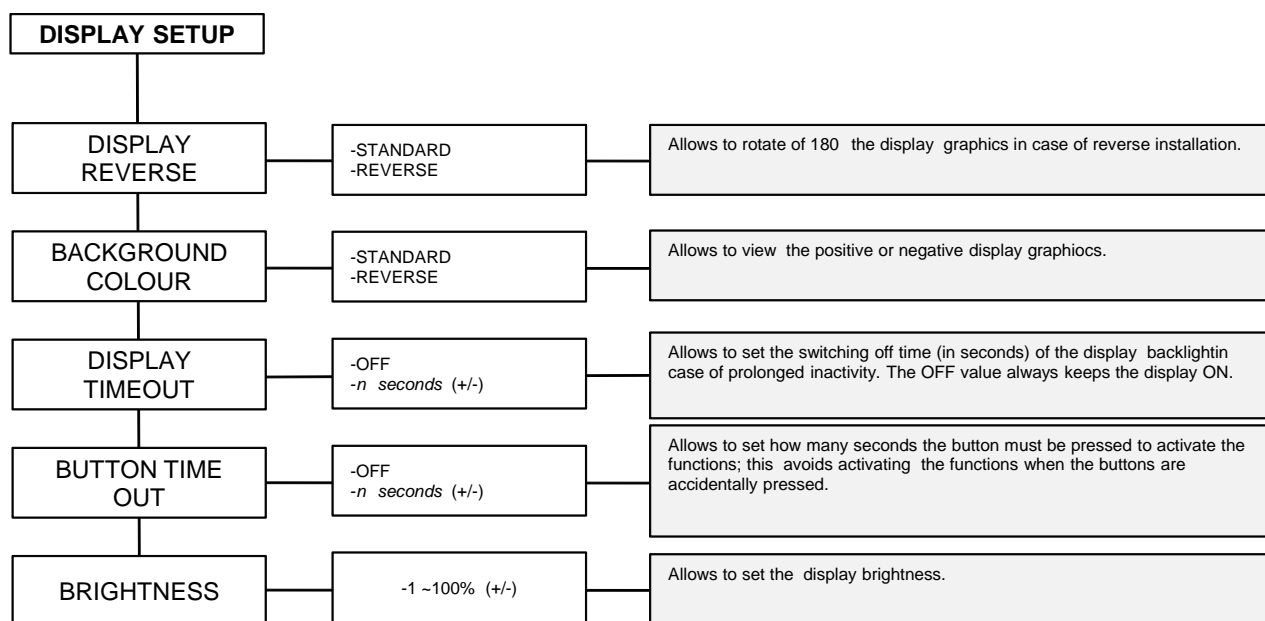 DISPLAY SETUP
DISPLAY
REVERSE
-STANDARD
-REVERSE
Allows to rotate of 180 the display graphics in case of reverse installation.
BACKGROUND
COLOUR
-STANDARD
-REVERSE
Allows to view the positive or negative display graphiocs.
DISPLAY
TIMEOUT
-OFF
-n seconds (+/-)
Allows to set the switching off time (in seconds) of the display backlightin
case of prolonged inactivity. The OFF value always keeps the display ON.
BUTTON TIME
OUT
-OFF
-n seconds (+/-)
Allows to set how many seconds the button must be pressed to activate the
functions; this avoids activating the functions when the buttons are
accidentally pressed.
BRIGHTNESS
-1 ~100% (+/-)
Allows to set the display brightness.